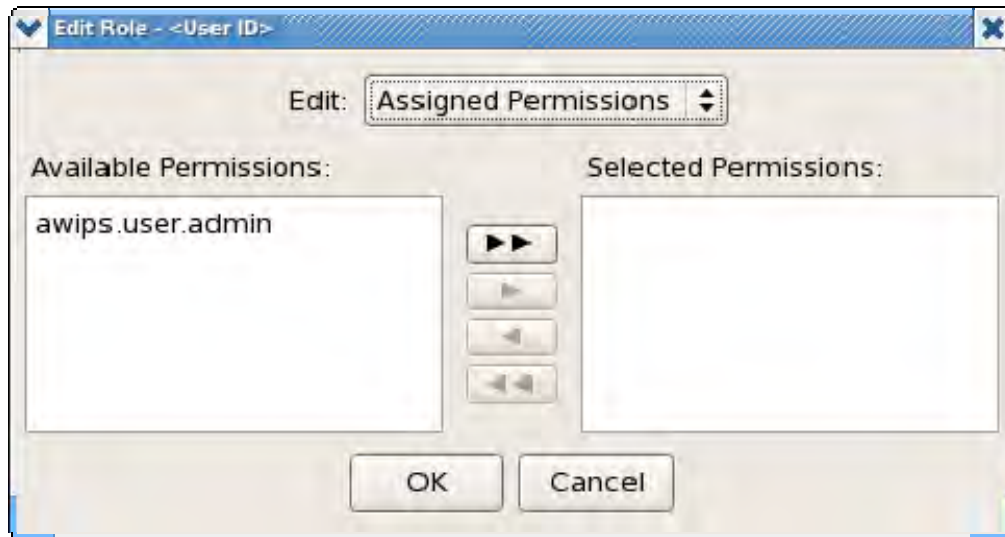 Edit Role - <User ID>
Edit: Assigned Permissions
Available Permissions:
Selected Permissions:
awips.user.admin
OK
Cancel